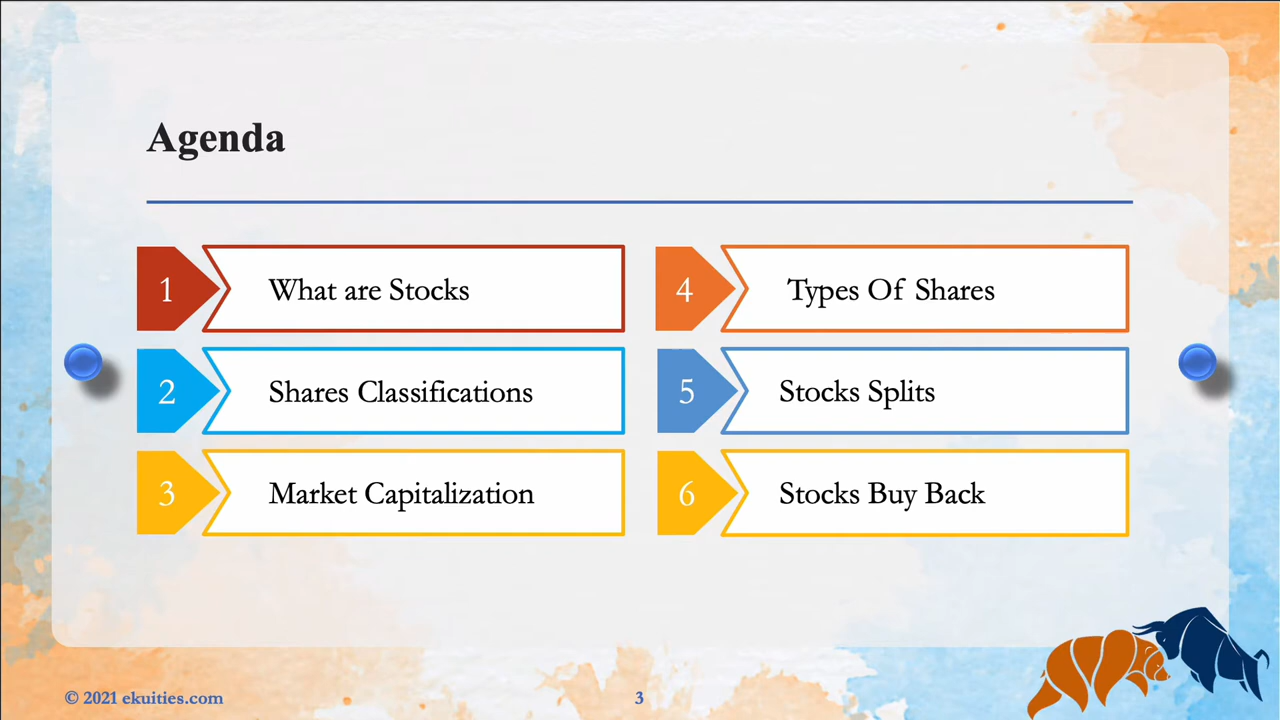 Agenda
1
What are Stocks
2
Shares Classifications
3
Market Capitalization
4
Types Of Shares
5
Stocks Splits
6
Stocks Buy Back
© 2021 ekuities.com
3